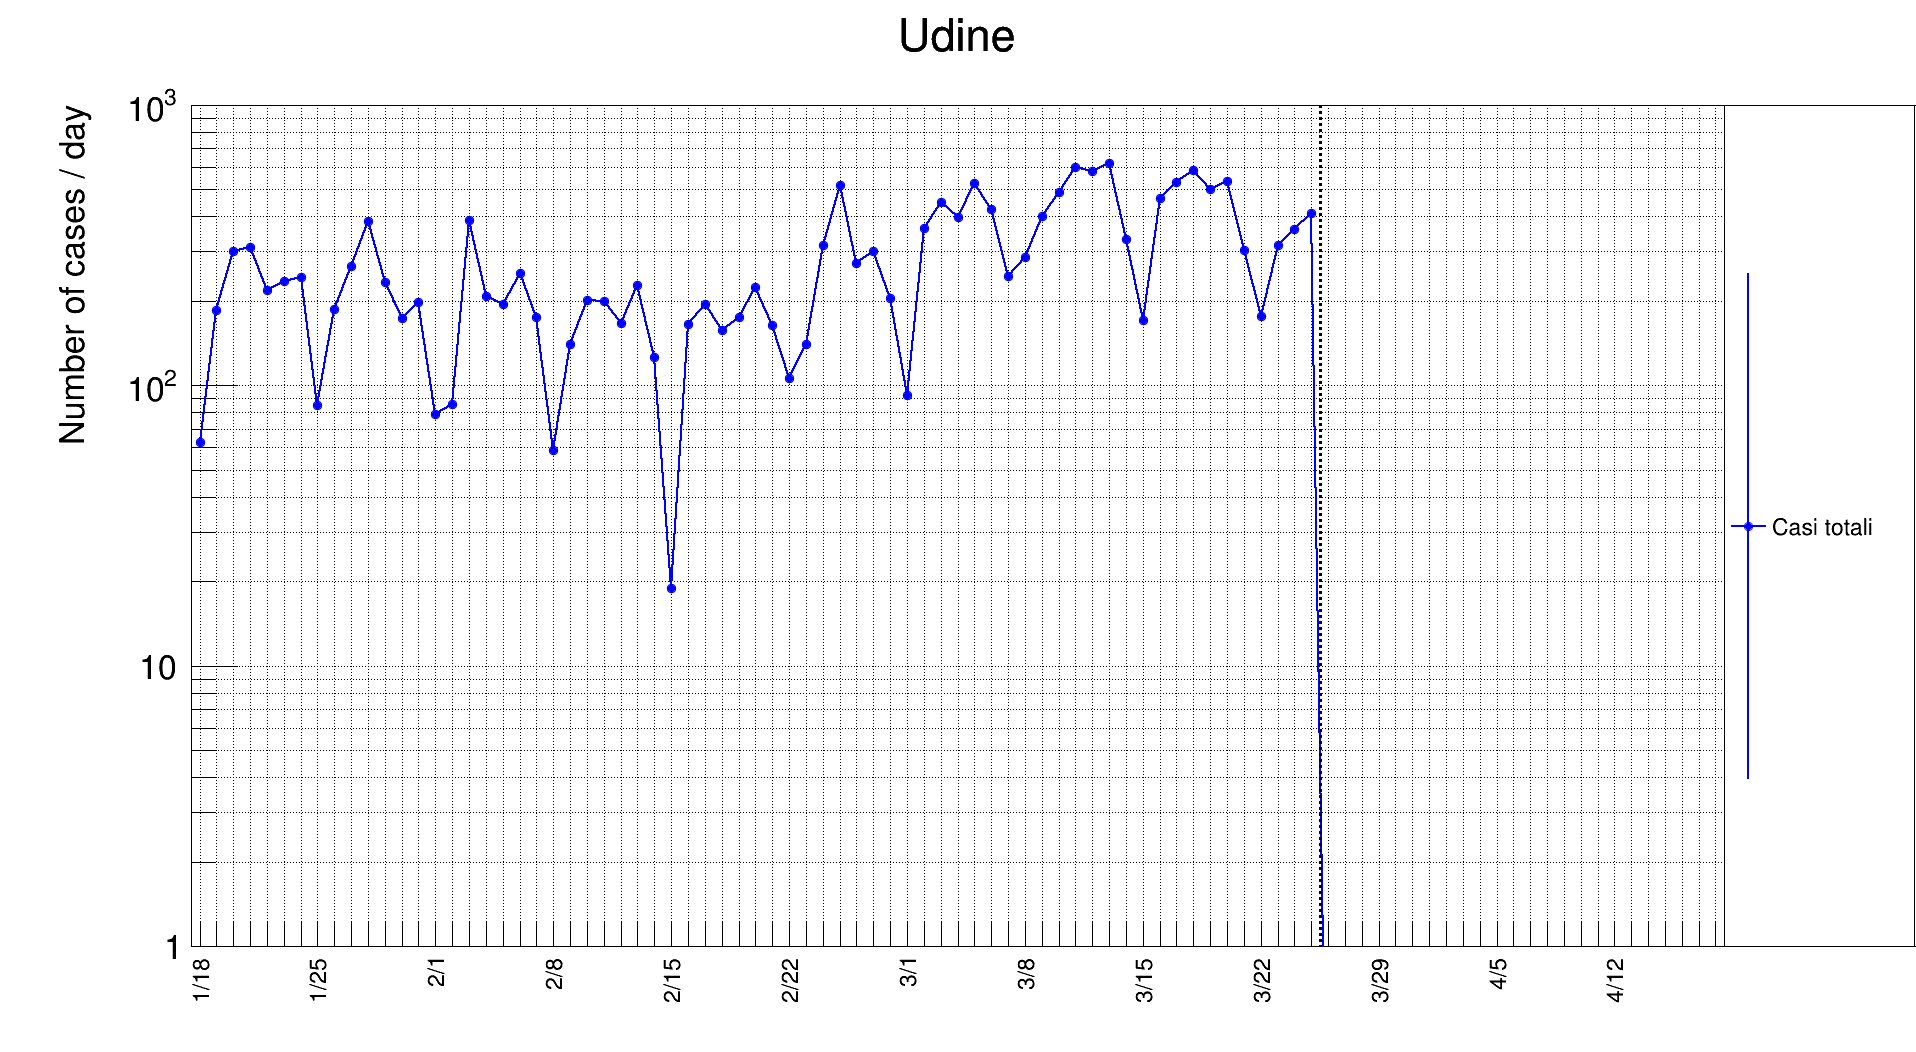 Udine
Number of cases / day
10³
10²
10
1
1/18 1/25 2/1 2/8 2/15 2/22 3/1 3/8 3/15 3/22 3/29 4/5 4/12
Casi totali